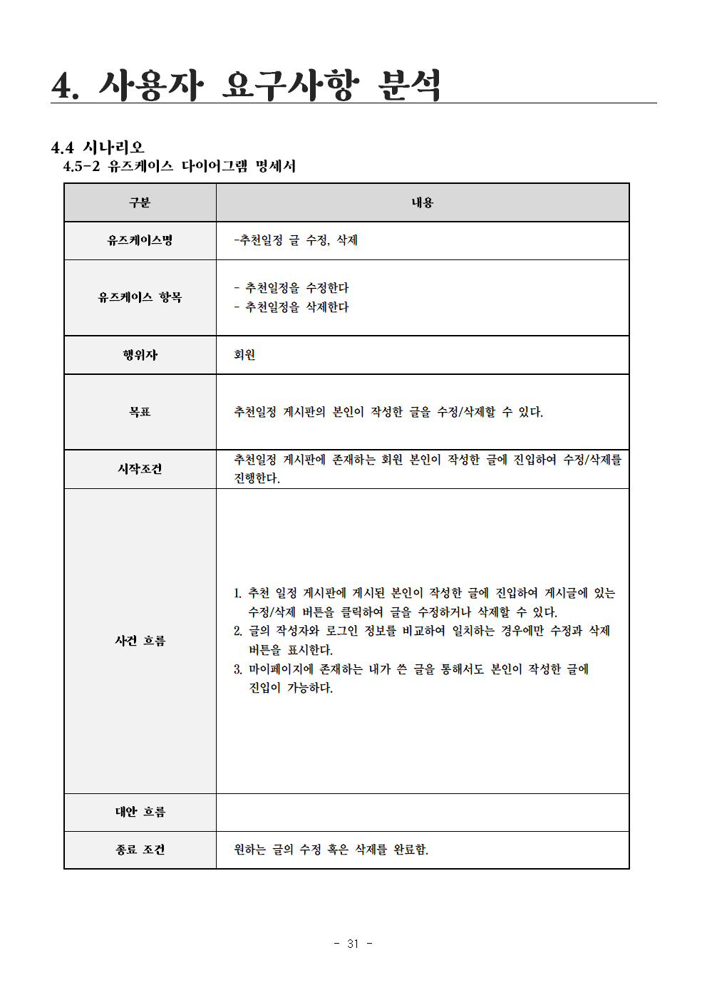 4. 사용자 요구사항 분석
4.4 시나리오
4.5-2 유즈케이스 다이어그램 명세서
구분 내용
유즈케이스명 -추천일정 글 수정, 삭제
유즈케이스 항목
- 추천일정을 수정한다
- 추천일정을 삭제한다
행위자 회원
목표 추천일정 게시판의 본인이 작성한 글을 수정/삭제할 수 있다.
시작조건
추천일정 게시판에 존재하는 회원 본인이 작성한 글에 진입하여 수정/삭제를
진행한다.
사건 흐름
1. 추천 일정 게시판에 게시된 본인이 작성한 글에 진입하여 게시글에 있는
수정/삭제 버튼을 클릭하여 글을 수정하거나 삭제할 수 있다.
2. 글의 작성자와 로그인 정보를 비교하여 일치하는 경우에만 수정과 삭제
버튼을 표시한다.
3. 마이페이지에 존재하는 내가 쓴 글을 통해서도 본인이 작성한 글에
진입이 가능하다.
대안 흐름
종료 조건 원하는 글의 수정 혹은 삭제를 완료함.
- 31 -